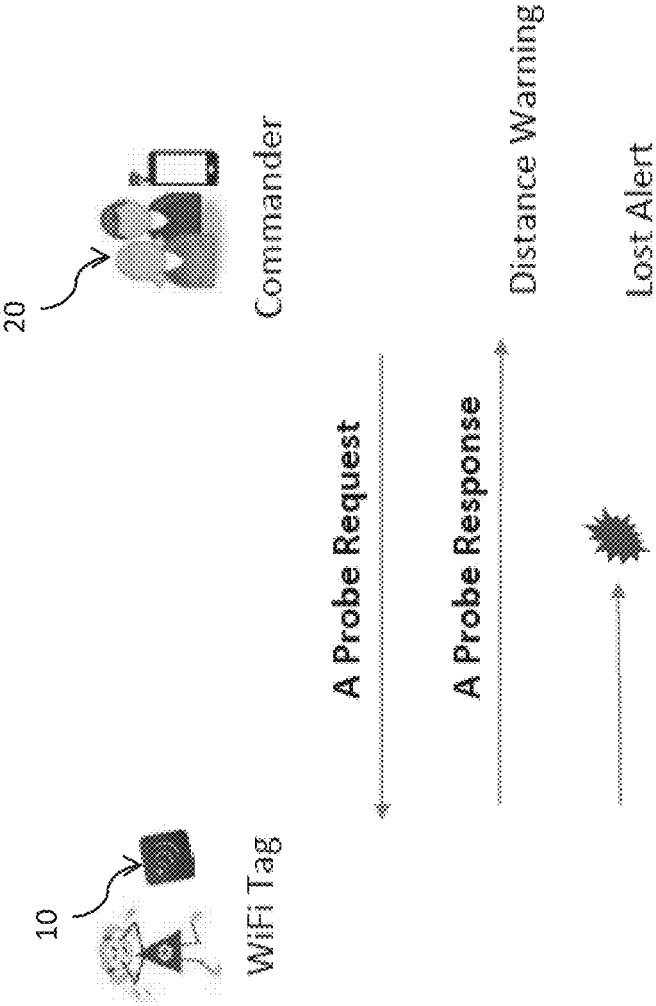 10
20
WiFi Tag
Commander
A Probe Request
A Probe Response
Distance Warning
Lost Alert